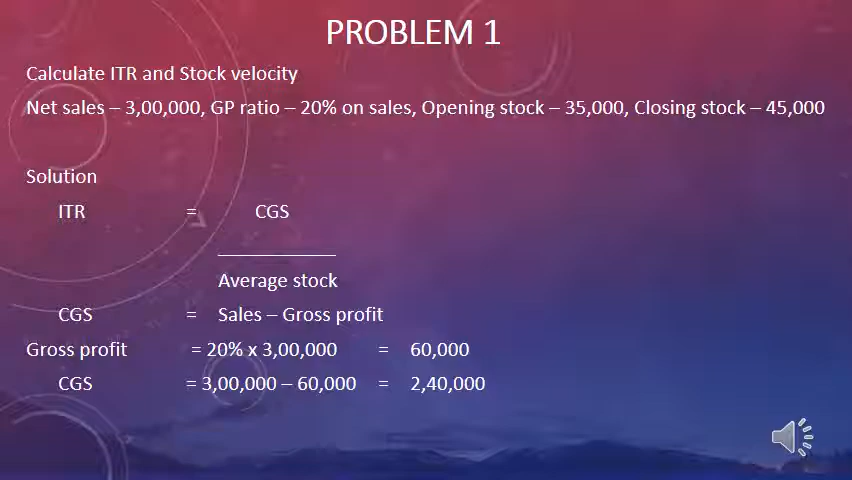 PROBLEM 1
Calculate ITR and Stock velocity
Net sales – 3,00,000, GP ratio – 20% on sales, Opening stock – 35,000, Closing stock – 45,000
Solution
ITR = CGS
Average stock
CGS = Sales – Gross profit
Gross profit = 20% x 3,00,000 = 60,000
CGS = 3,00,000 – 60,000 = 2,40,000